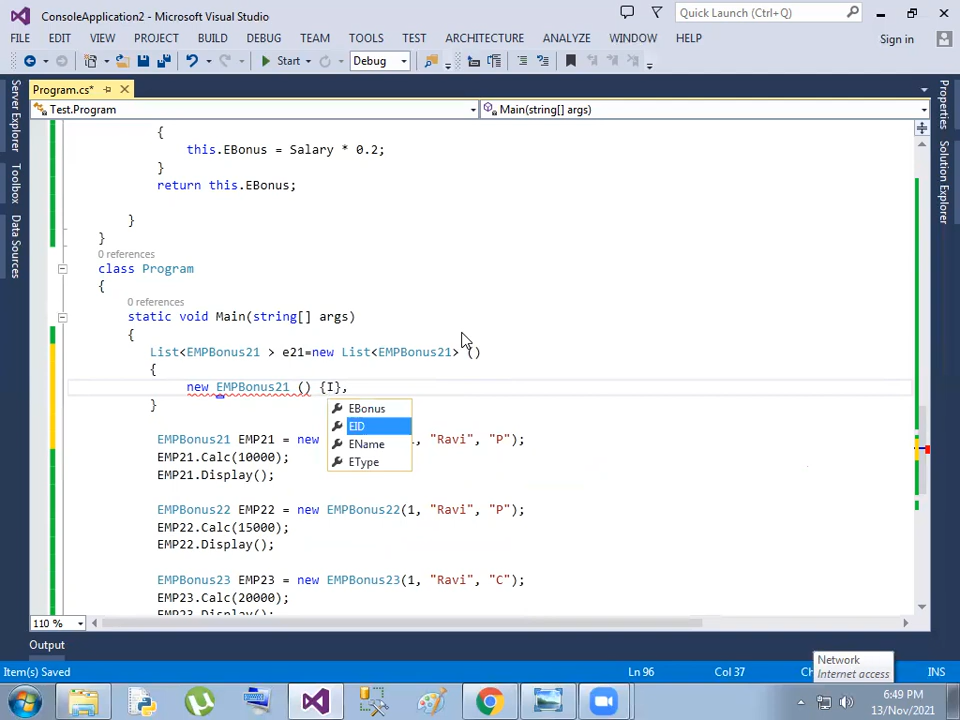 ConsoleApplication2 - Microsoft Visual Studio
Quick Launch (Ctrl+Q)
FILE EDIT VIEW PROJECT BUILD DEBUG TEAM TOOLS TEST ARCHITECTURE ANALYZE WINDOW HELP
Sign in
Start
Debug
Program.cs*
Test.Program
Main(string[] args)
Server Explorer
Toolbox
Data Sources
Properties
Solution Explorer
{
this.EBonus = Salary * 0.2;
}
return this.EBonus;
}
}
0 references
class Program
{
0 references
static void Main(string[] args)
{
List<EMPBonus21 > e21=new List<EMPBonus21> ()
{
new EMPBonus21 () {I},
}
EBonus
EID
EName
EType
EMPBonus21 EMP21 = new , "Ravi", "P");
EMP21.Calc(10000);
EMP21.Display();
EMPBonus22 EMP22 = new EMPBonus22(1, "Ravi", "P");
EMP22.Calc(15000);
EMP22.Display();
EMPBonus23 EMP23 = new EMPBonus23(1, "Ravi", "C");
EMP23.Calc(20000);
EMP23.Display();
110 %
Output
Item(s) Saved
Ln 96
Col 37
INS
Network
Internet access
6:49 PM
13/Nov/2021